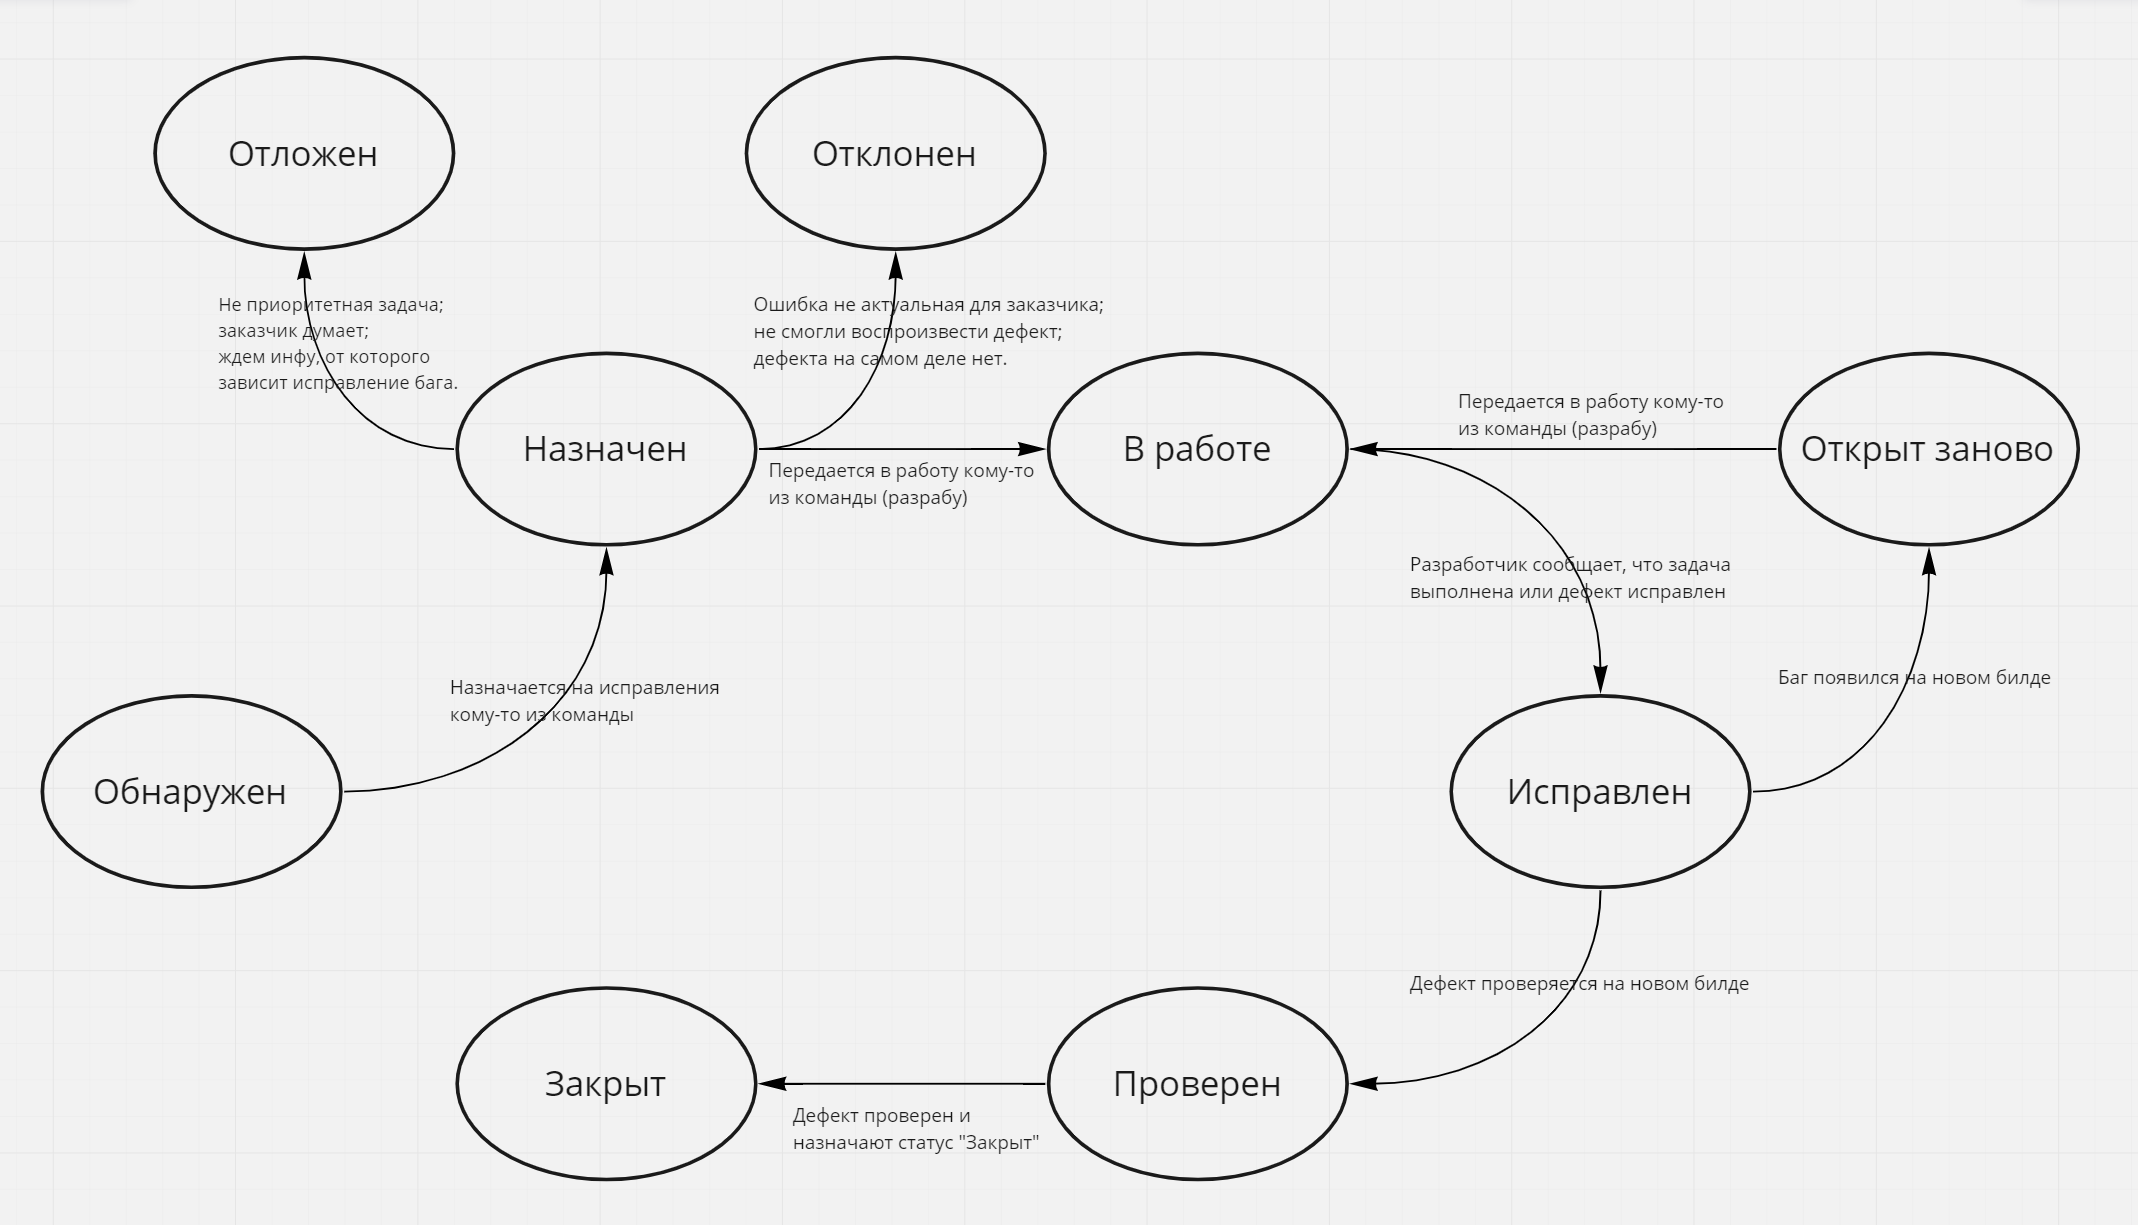 Отложен
Отклонен
Не приоритетная задача;
заказчик думает;
ждем инфу, от которого
зависит исправление бага.
Ошибка не актуальная для заказчика;
не смогли воспроизвести дефект;
дефекта на самом деле нет.
Назначен
Передается в работу кому-то
из команды (разрабу)
В работе
Передается в работу кому-то
из команды (разрабу)
Открыт заново
Разработчик сообщает, что задача
выполнена или дефект исправлен
Назначается на исправления
кому-то из команды
Баг появился на новом билде
Обнаружен
Исправлен
Дефект проверяется на новом билде
Закрыт
Проверен
Дефект проверен и
назначают статус "Закрыт"